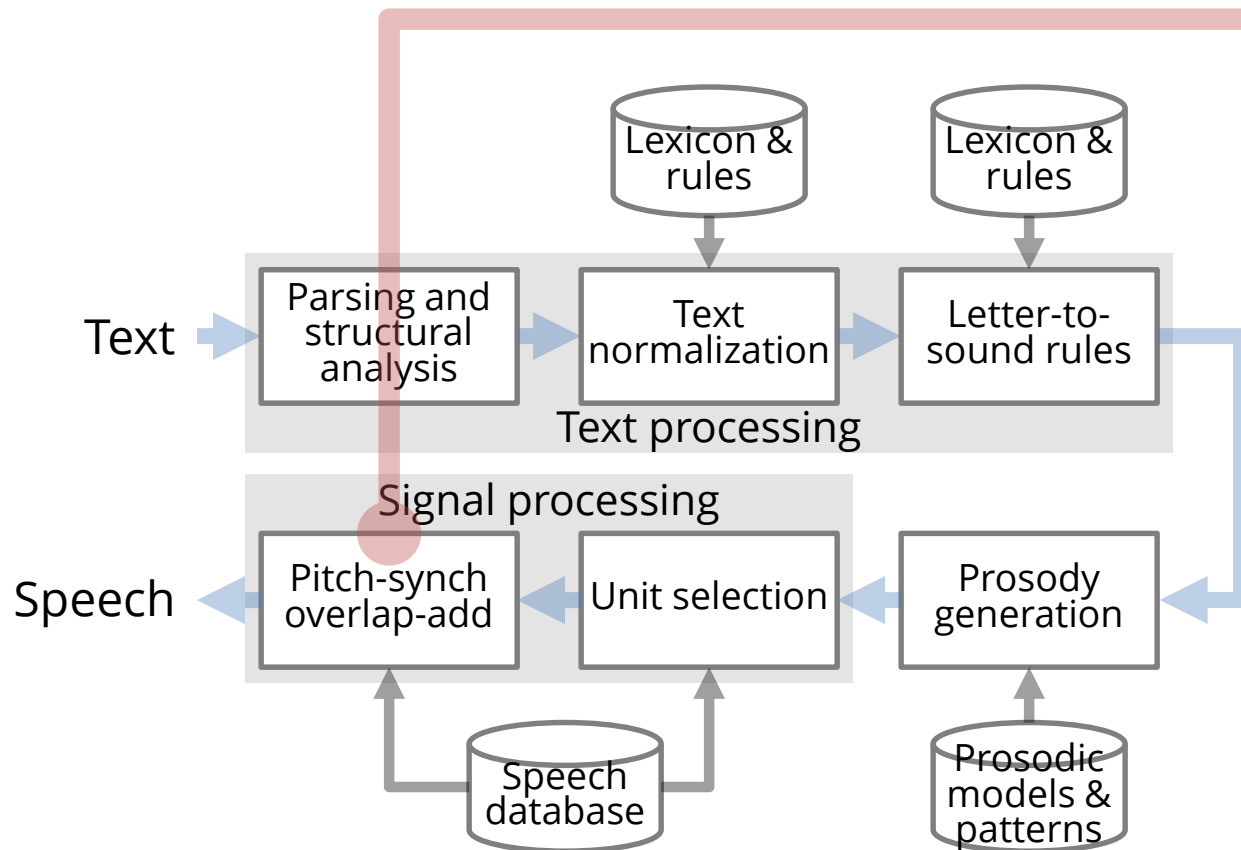 Lexicon &
rules
Lexicon &
rules
Text
Parsing and
structural
analysis
Text
normalization
Letter-to-
sound rules
Text processing
Signal processing
Speech
Pitch-synch
overlap-add
Unit selection
Prosody
generation
Speech
database
Prosodic
models &
patterns